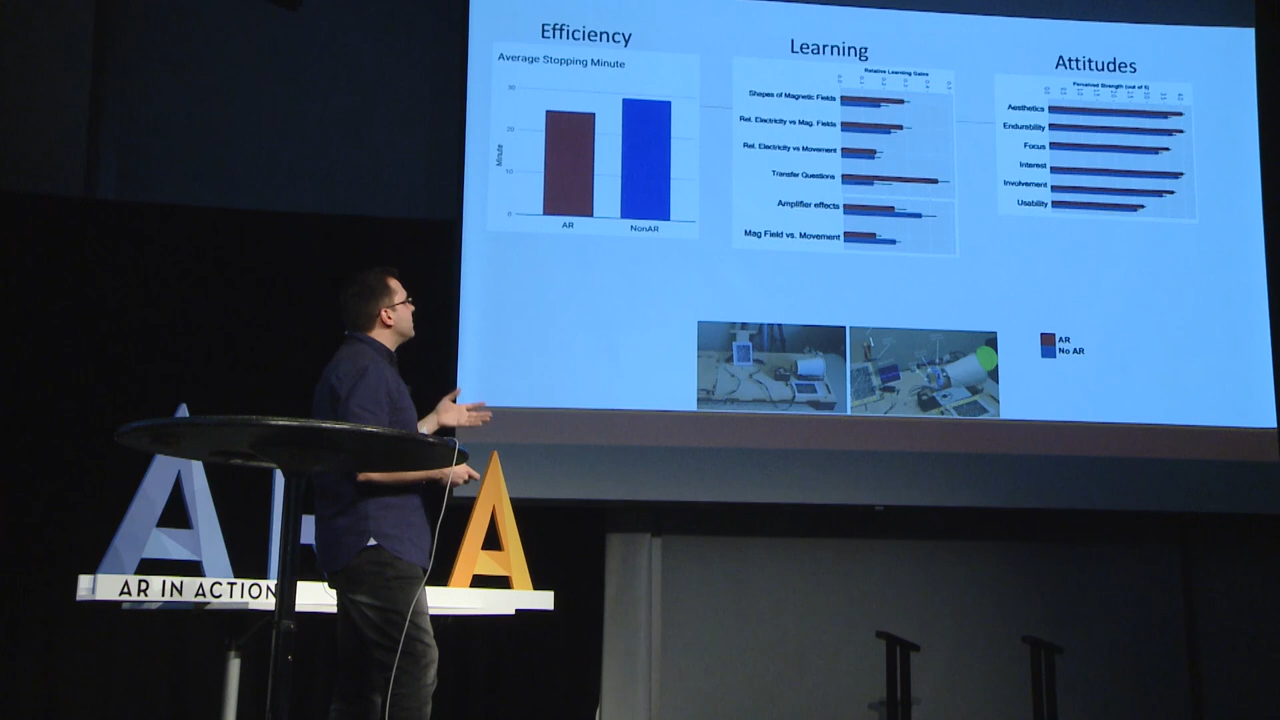 Efficiency
Average Stopping Minute
30
20
10
0
Minute
AR
NonAR
Learning
Relative Learning Gains
Shapes of Magnetic Fields
Rel. Electricity vs Mag. Fields
Rel. Electricity vs Movement
Transfer Questions
Amplifier effects
Mag Field vs. Movement
Attitudes
Perceived Strength (out of 5)
Aesthetics
Endurability
Focus
Interest
Involvement
Usability
AR
No AR
A A
AR IN ACTION